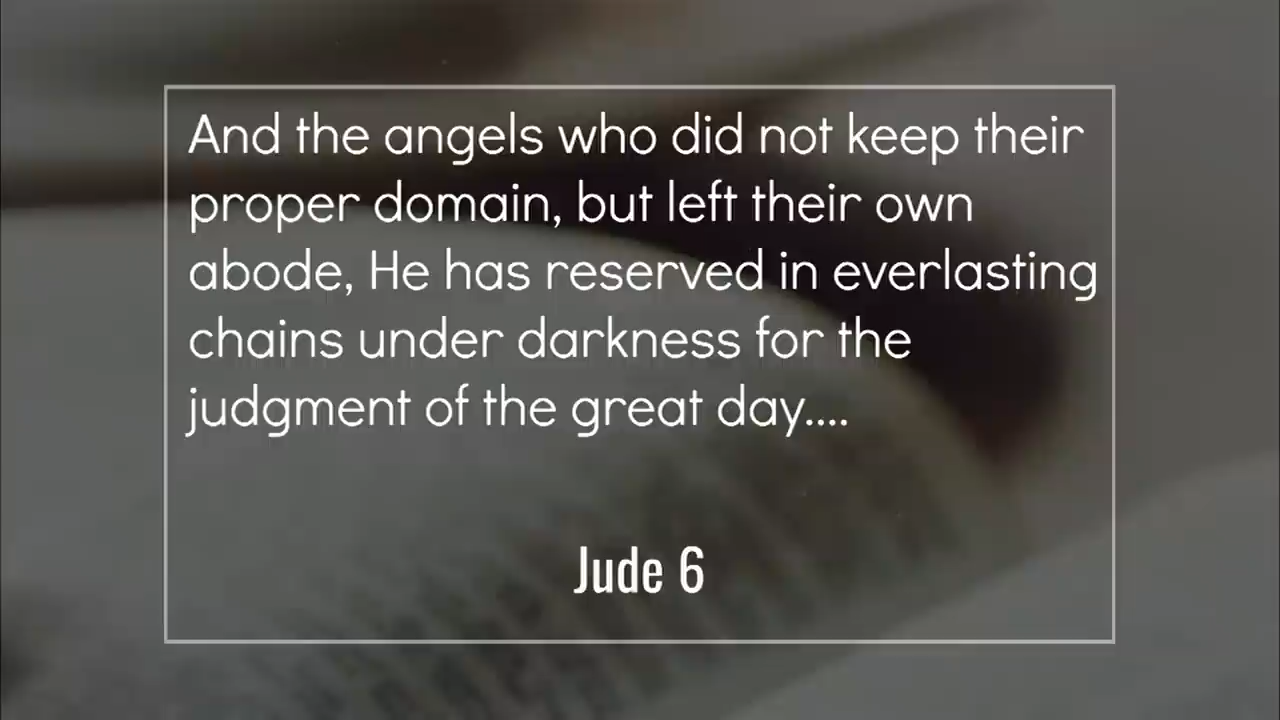 And the angels who did not keep their
proper domain, but left their own
abode, He has reserved in everlasting
chains under darkness for the
judgment of the great day....
Jude 6